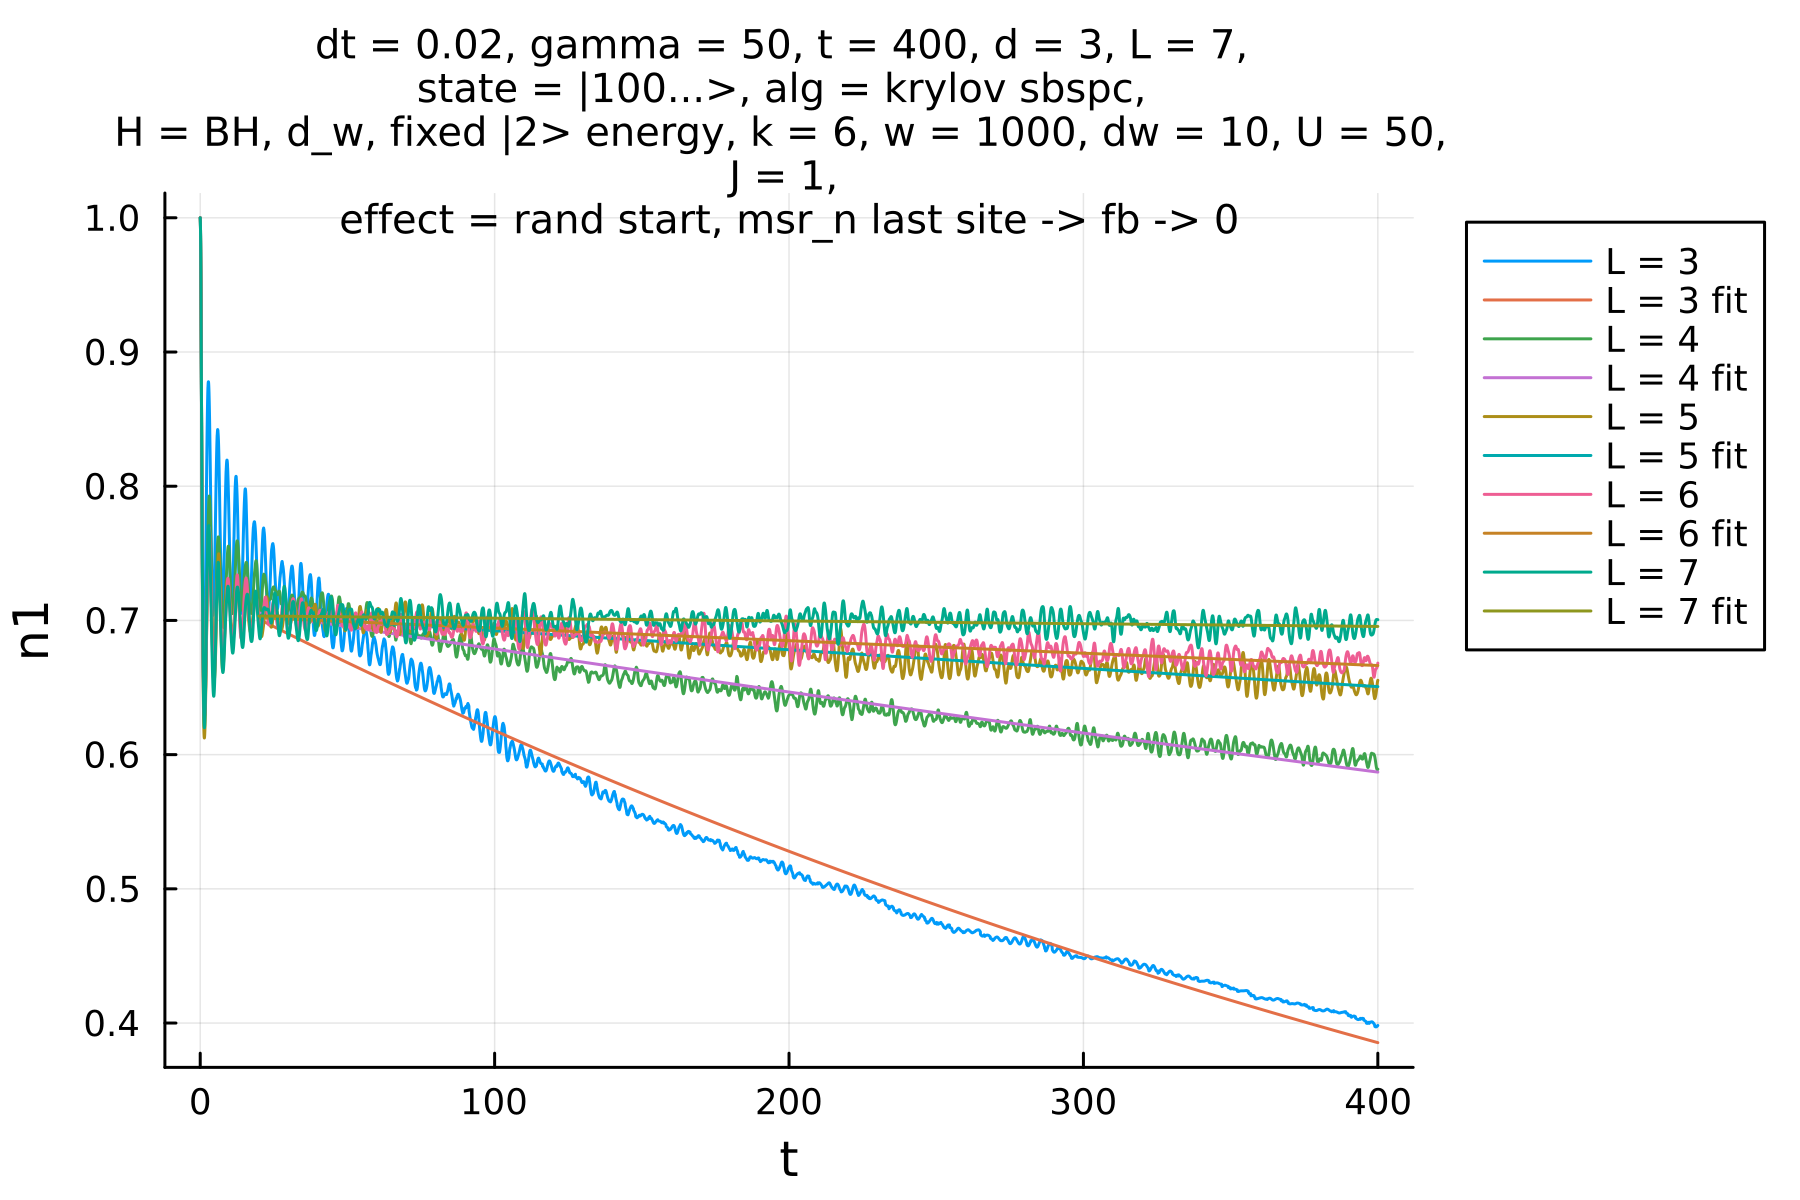 dt = 0.02, gamma = 50, t = 400, d = 3, L = 7,
state = |100...>, alg = krylov sbspc,
H = BH, d_w, fixed |2> energy, k = 6, w = 1000, dw = 10, U = 50,
J = 1,
effect = rand start, msr_n last site -> fb -> 0
1.0
0.9
0.8
0.7
0.6
0.5
0.4
n1
0
100
200
300
400
t
L = 3
L = 3 fit
L = 4
L = 4 fit
L = 5
L = 5 fit
L = 6
L = 6 fit
L = 7
L = 7 fit